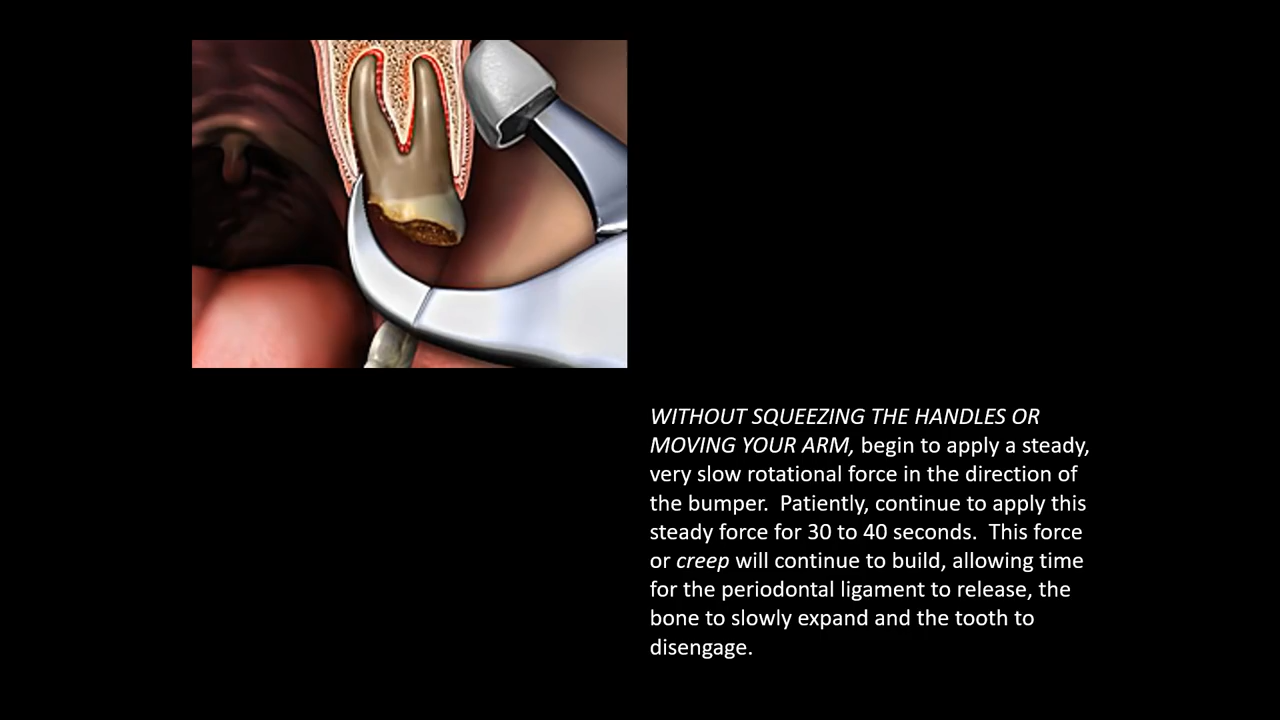 WITHOUT SQUEEZING THE HANDLES OR
MOVING YOUR ARM, begin to apply a steady,
very slow rotational force in the direction of
the bumper.  Patiently, continue to apply this
steady force for 30 to 40 seconds.  This force
or creep will continue to build, allowing time
for the periodontal ligament to release, the
bone to slowly expand and the tooth to
disengage.